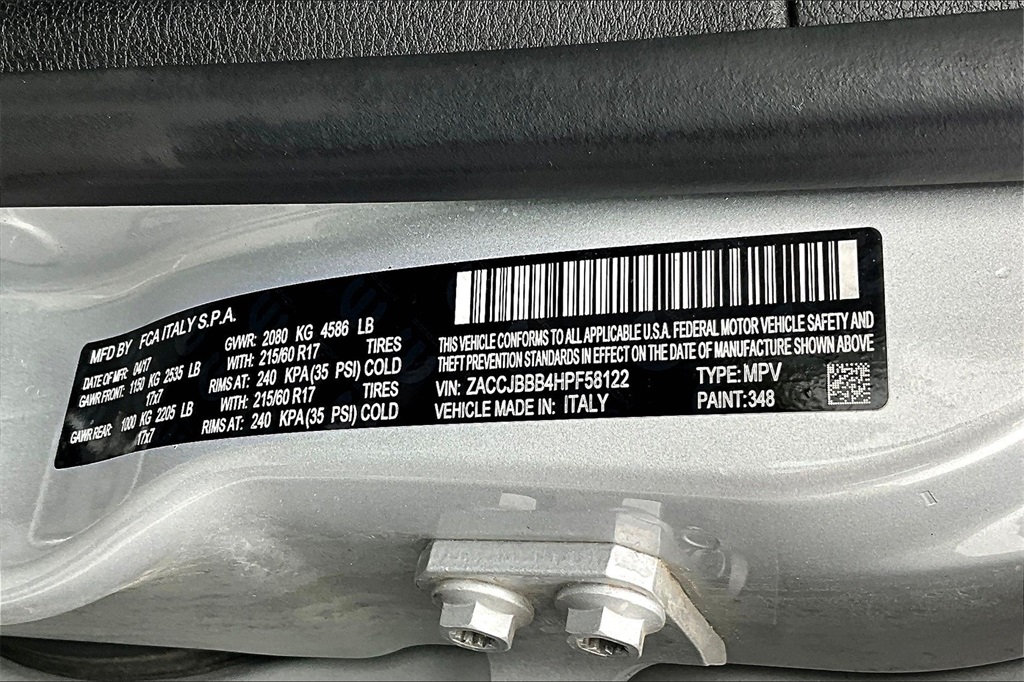 MFD BY FCA ITALY S.P.A.
DATE OF MFR: 04/17 GVWR: 2080 KG 4586 LB
GAWR FRONT: 1150 KG 2535 LB WITH: 215/60 R17 TIRES
17x7 RIMS AT: 240 KPA(35 PSI) COLD
GAWR REAR: 1000 KG 2205 LB WITH: 215/60 R17 TIRES
17x7 RIMS AT: 240 KPA(35 PSI) COLD
THIS VEHICLE CONFORMS TO ALL APPLICABLE U.S.A. FEDERAL MOTOR VEHICLE SAFETY AND
THEFT PREVENTION STANDARDS IN EFFECT ON THE DATE OF MANUFACTURE SHOWN ABOVE
VIN: ZACCJBBB4HPF58122 TYPE: MPV
VEHICLE MADE IN: ITALY PAINT: 348